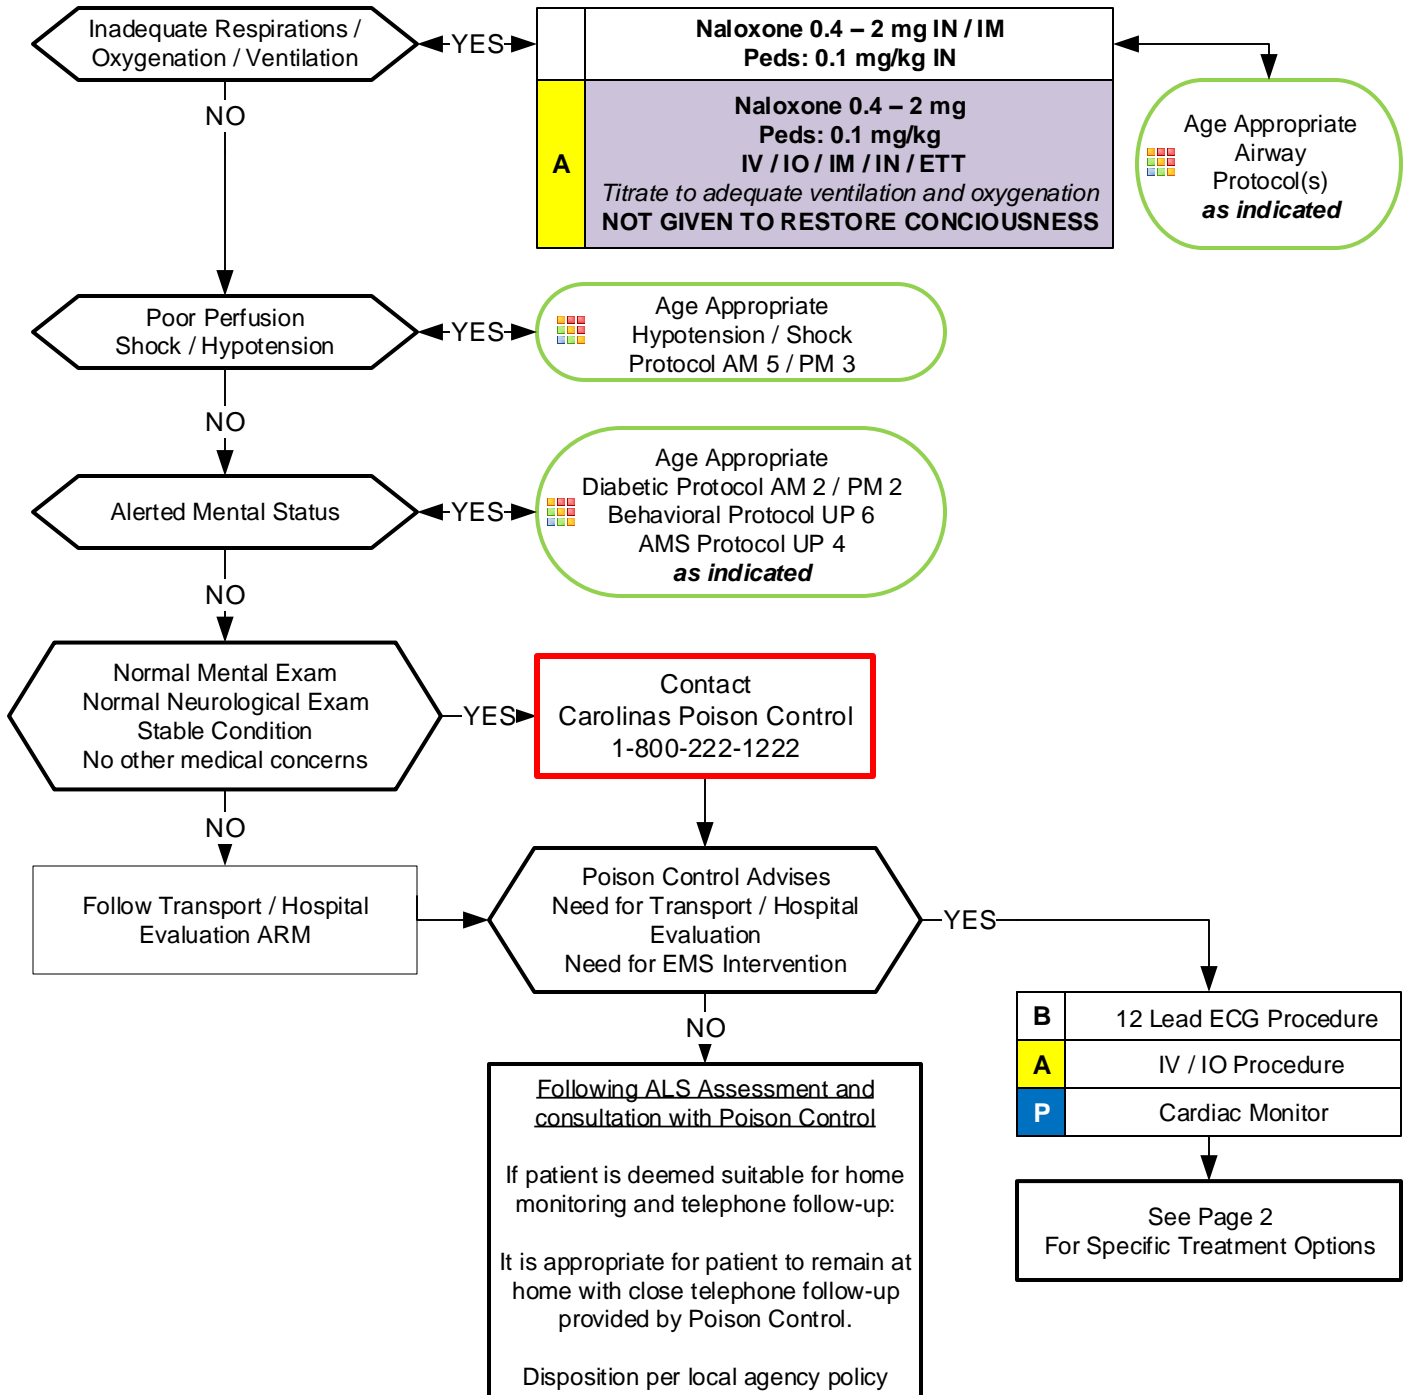 Inadequate Respirations /
Oxygenation / Ventilation
YES
Naloxone 0.4 – 2 mg IN / IM
Peds: 0.1 mg/kg IN
A
Naloxone 0.4 – 2 mg
Peds: 0.1 mg/kg
IV / IO / IM / IN / ETT
Titrate to adequate ventilation and oxygenation
NOT GIVEN TO RESTORE CONCIOUSNESS
Age Appropriate
Airway
Protocol(s)
as indicated
NO
Poor Perfusion
Shock / Hypotension
YES
Age Appropriate
Hypotension / Shock
Protocol AM 5 / PM 3
NO
Alerted Mental Status
YES
Age Appropriate
Diabetic Protocol AM 2 / PM 2
Behavioral Protocol UP 6
AMS Protocol UP 4
as indicated
NO
Normal Mental Exam
Normal Neurological Exam
Stable Condition
No other medical concerns
YES
Contact
Carolinas Poison Control
1-800-222-1222
NO
Follow Transport / Hospital
Evaluation ARM
Poison Control Advises
Need for Transport / Hospital
Evaluation
Need for EMS Intervention
YES
B
12 Lead ECG Procedure
A
IV / IO Procedure
P
Cardiac Monitor
See Page 2
For Specific Treatment Options
NO
Following ALS Assessment and
consultation with Poison Control
If patient is deemed suitable for home
monitoring and telephone follow-up:
It is appropriate for patient to remain at
home with close telephone follow-up
provided by Poison Control.
Disposition per local agency policy